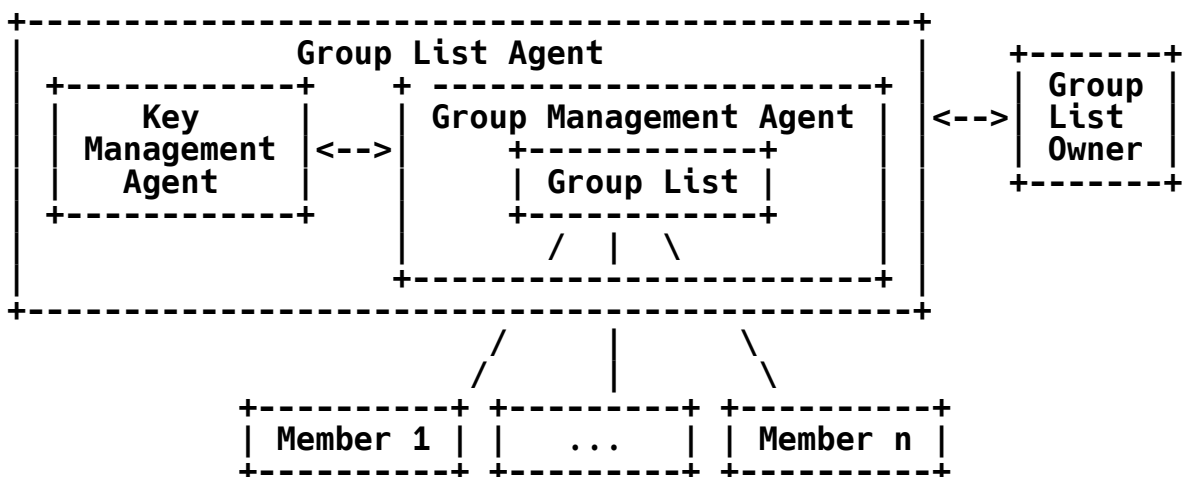 Group List Agent
Key
Management
Agent
<-->
Group Management Agent
Group List
<-->
Group
List
Owner
Member 1
...
Member n